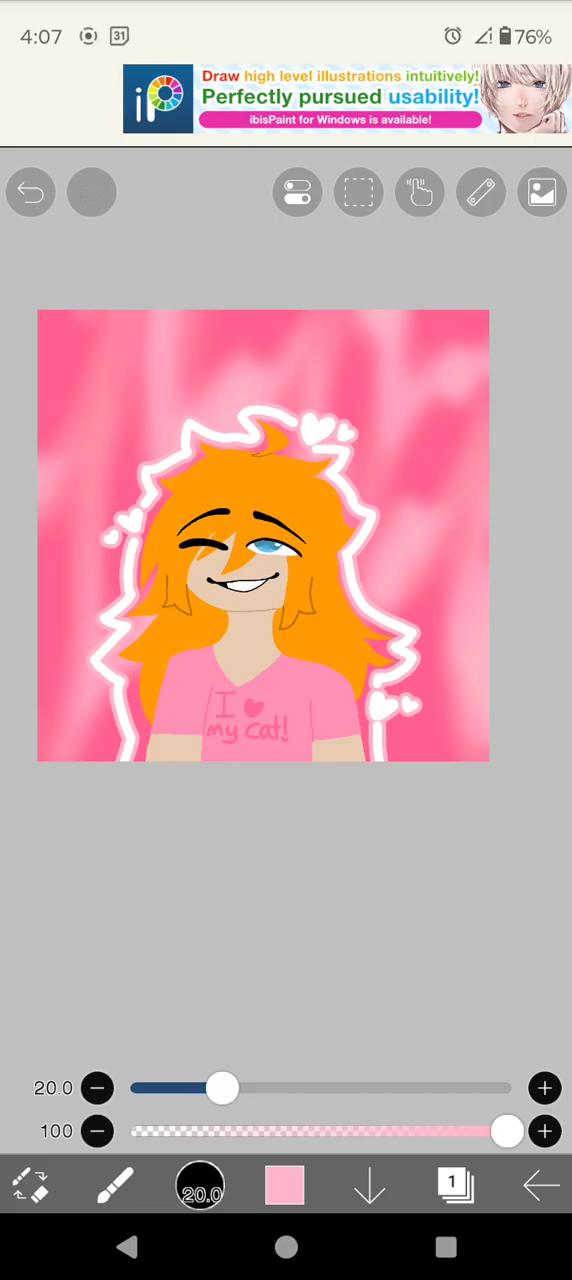 4:07
31
76%
iP
Draw high level illustrations intuitively!
Perfectly pursued usability!
ibisPaint for Windows is available!
I ♥
my cat!
20.0
100
20.0
1